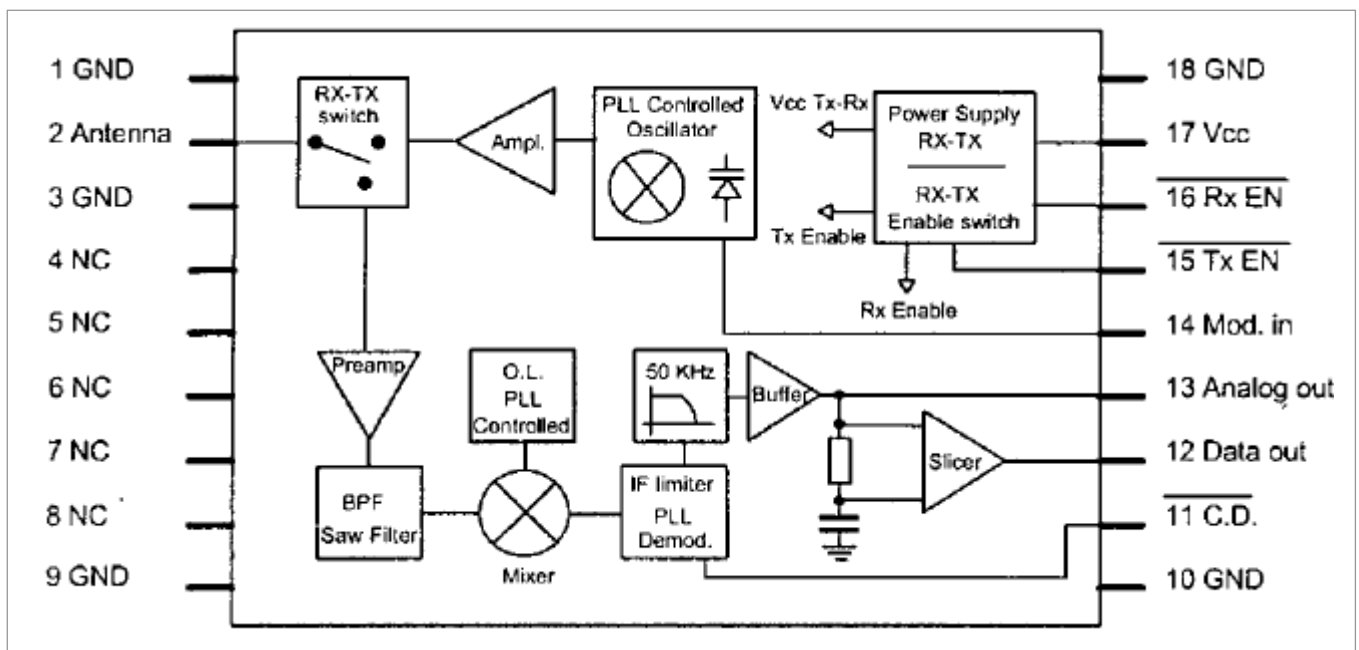 1 GND
2 Antenna
3 GND
4 NC
5 NC
6 NC
7 NC
8 NC
9 GND
RX-TX
switch
Ampl.
PLL Controlled
Oscillator
Vcc Tx-Rx
Tx Enable
Power Supply
RX-TX
RX-TX
Enable switch
Rx Enable
Preamp
BPF
Saw Filter
O.L.
PLL
Controlled
Mixer
50 KHz
IF limiter
PLL
Demod.
Buffer
Slicer
18 GND
17 Vcc
16 Rx EN
15 Tx EN
14 Mod. in
13 Analog out
12 Data out
11 C.D.
10 GND